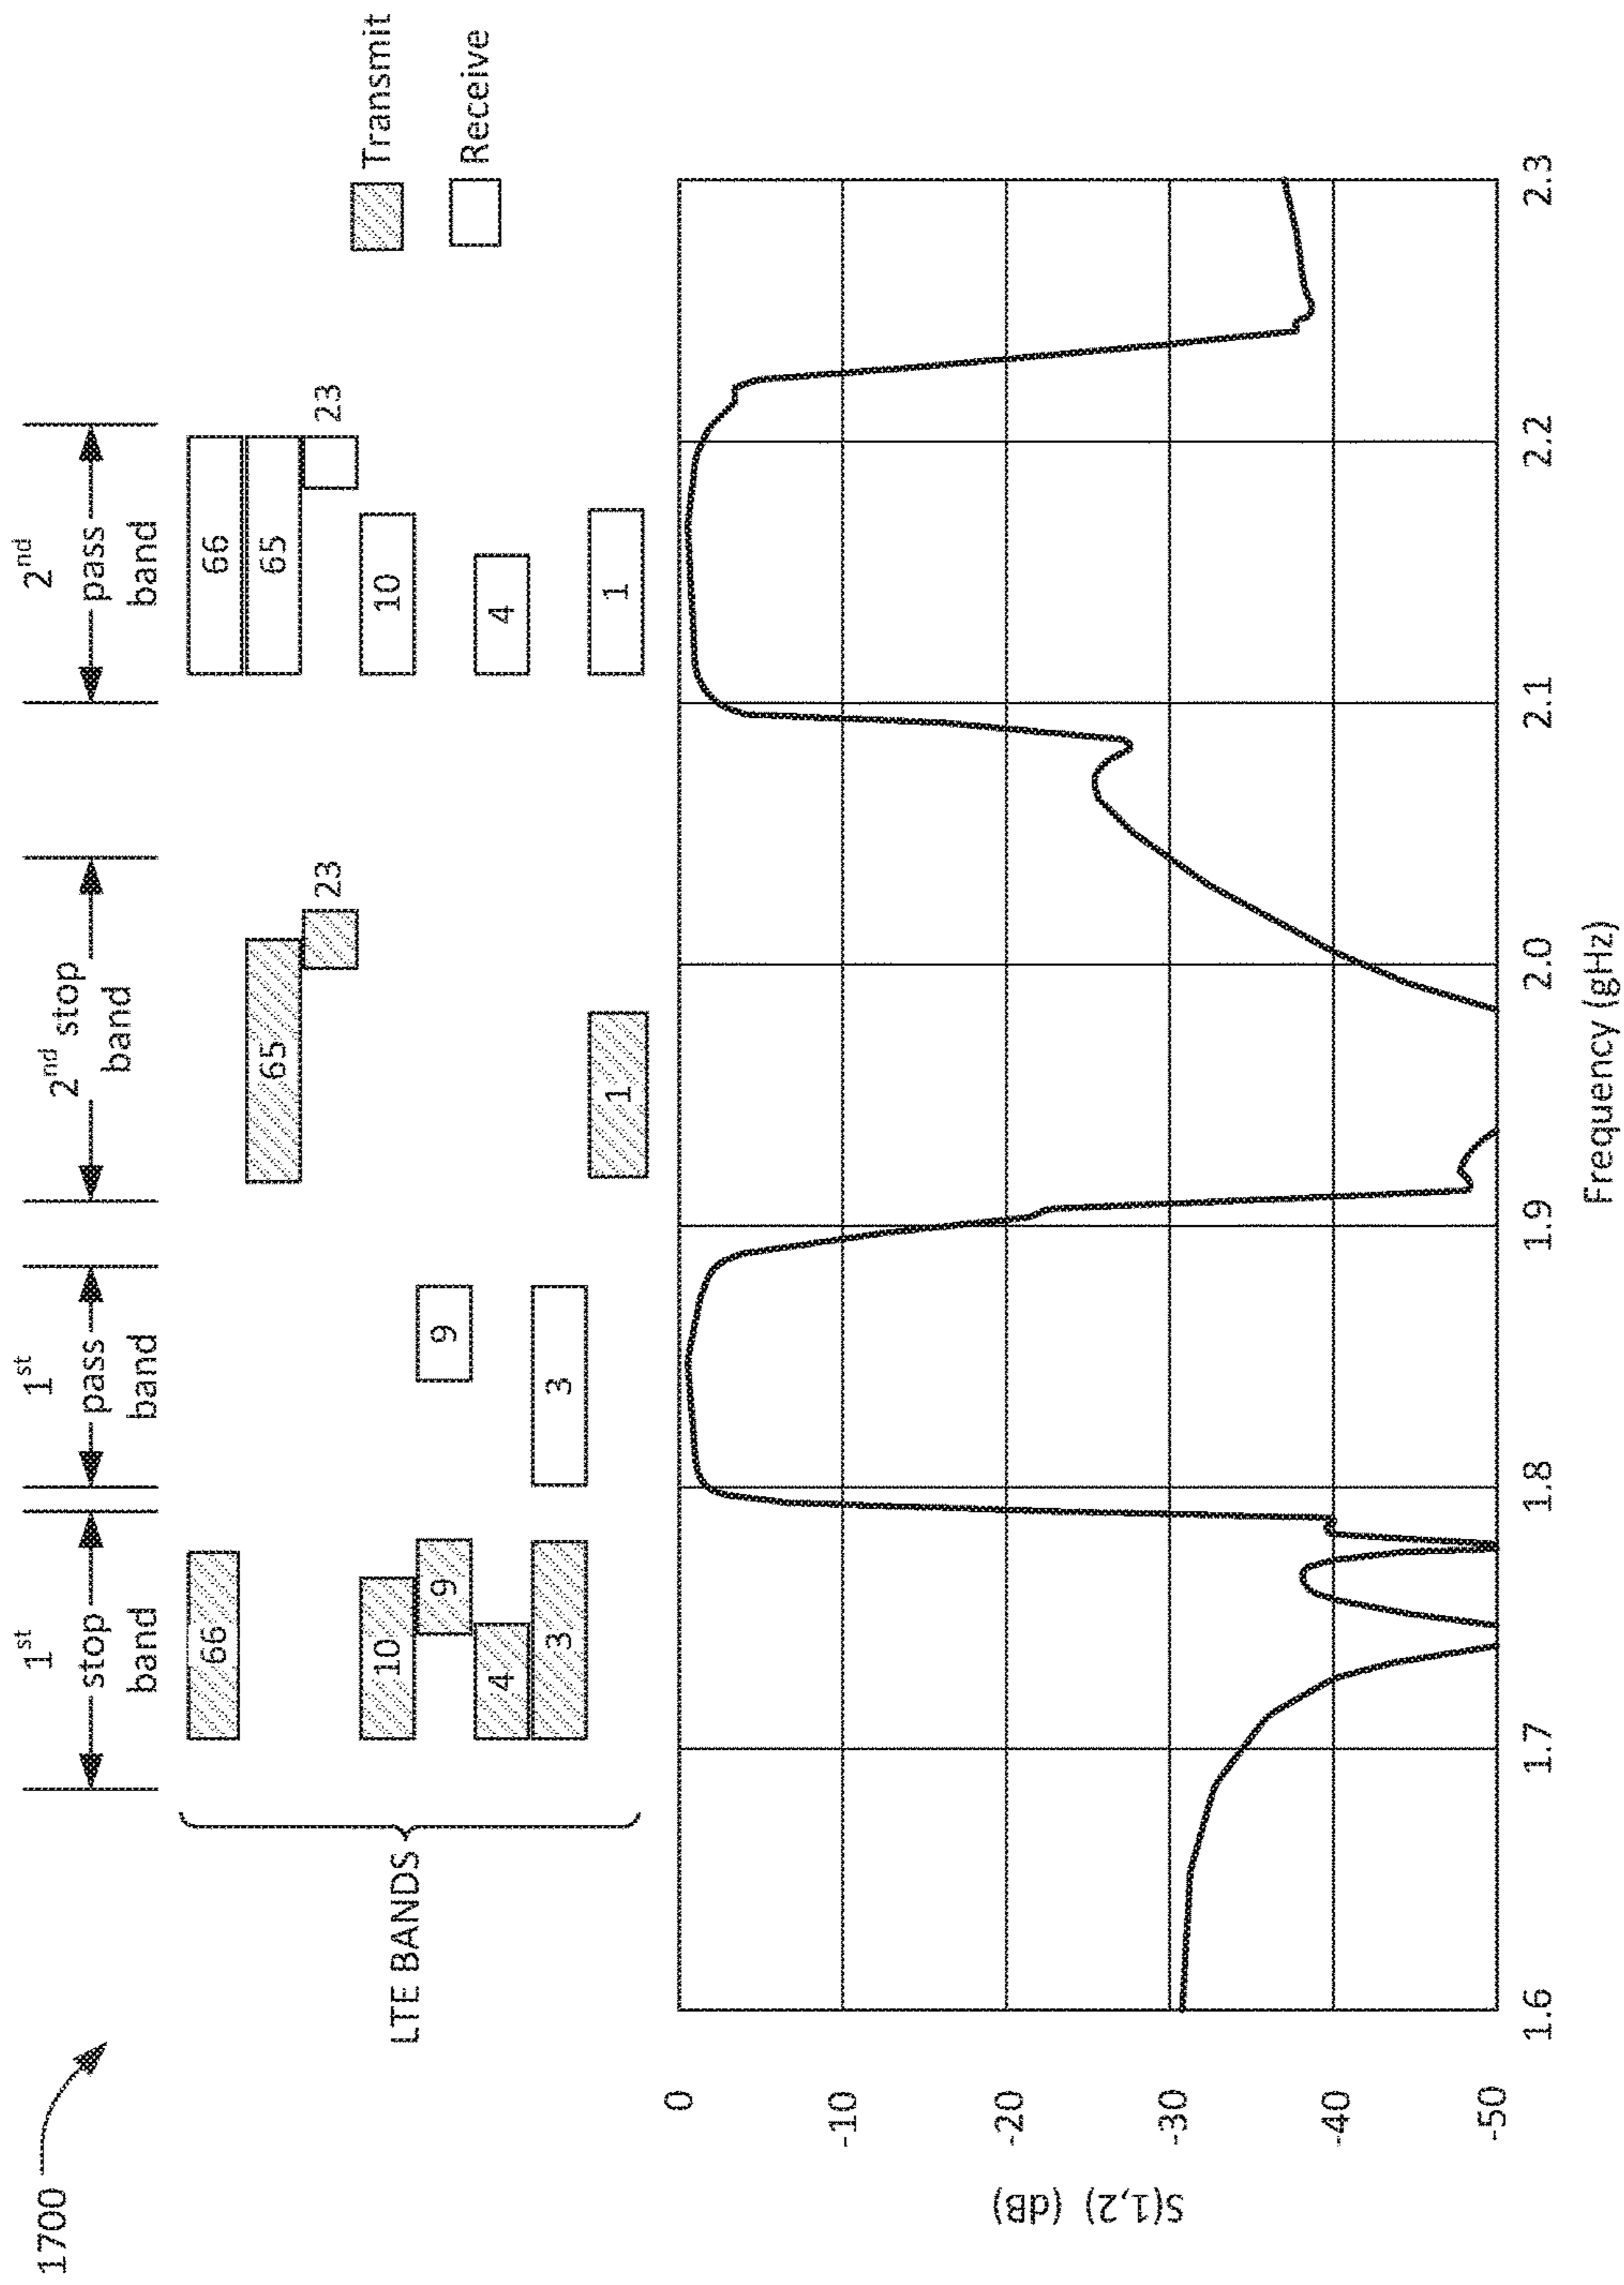 1700
1st
stop
band
1st
pass
band
2nd stop
band
2nd
pass
band
LTE BANDS
66
66
65
65
23
23
10
10
9
9
4
4
3
3
1
1
Transmit
Receive
S(1,2) (dB)
0
-10
-20
-30
-40
-50
1.6
1.7
1.8
1.9
2.0
2.1
2.2
2.3
Frequency (gHz)